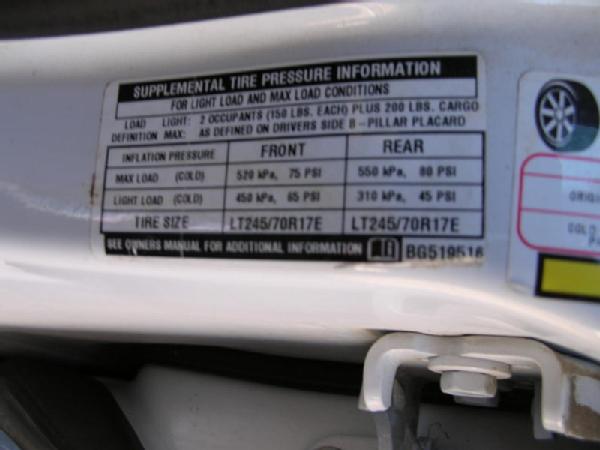 SUPPLEMENTAL TIRE PRESSURE INFORMATION
FOR LIGHT LOAD AND MAX LOAD CONDITIONS
LOAD LIGHT: 2 OCCUPANTS (150 LBS. EACH) PLUS 200 LBS. CARGO
DEFINITION MAX: AS DEFINED ON DRIVERS SIDE B-PILLAR PLACARD
INFLATION PRESSURE FRONT REAR
MAX LOAD (COLD) 520 kPa, 75 PSI 550 kPa, 80 PSI
LIGHT LOAD (COLD) 450 kPa, 65 PSI 310 kPa, 45 PSI
TIRE SIZE LT245/70R17E LT245/70R17E
SEE OWNERS MANUAL FOR ADDITIONAL INFORMATION BG519516
ORIGI
COLD